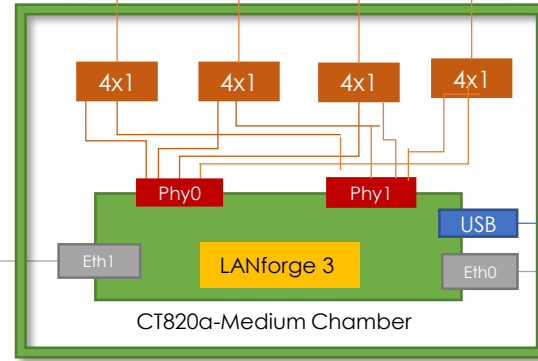 4x1
4x1
4x1
4x1
Phy0
Phy1
USB
Eth1
LANforge 3
Eth0
CT820a-Medium Chamber